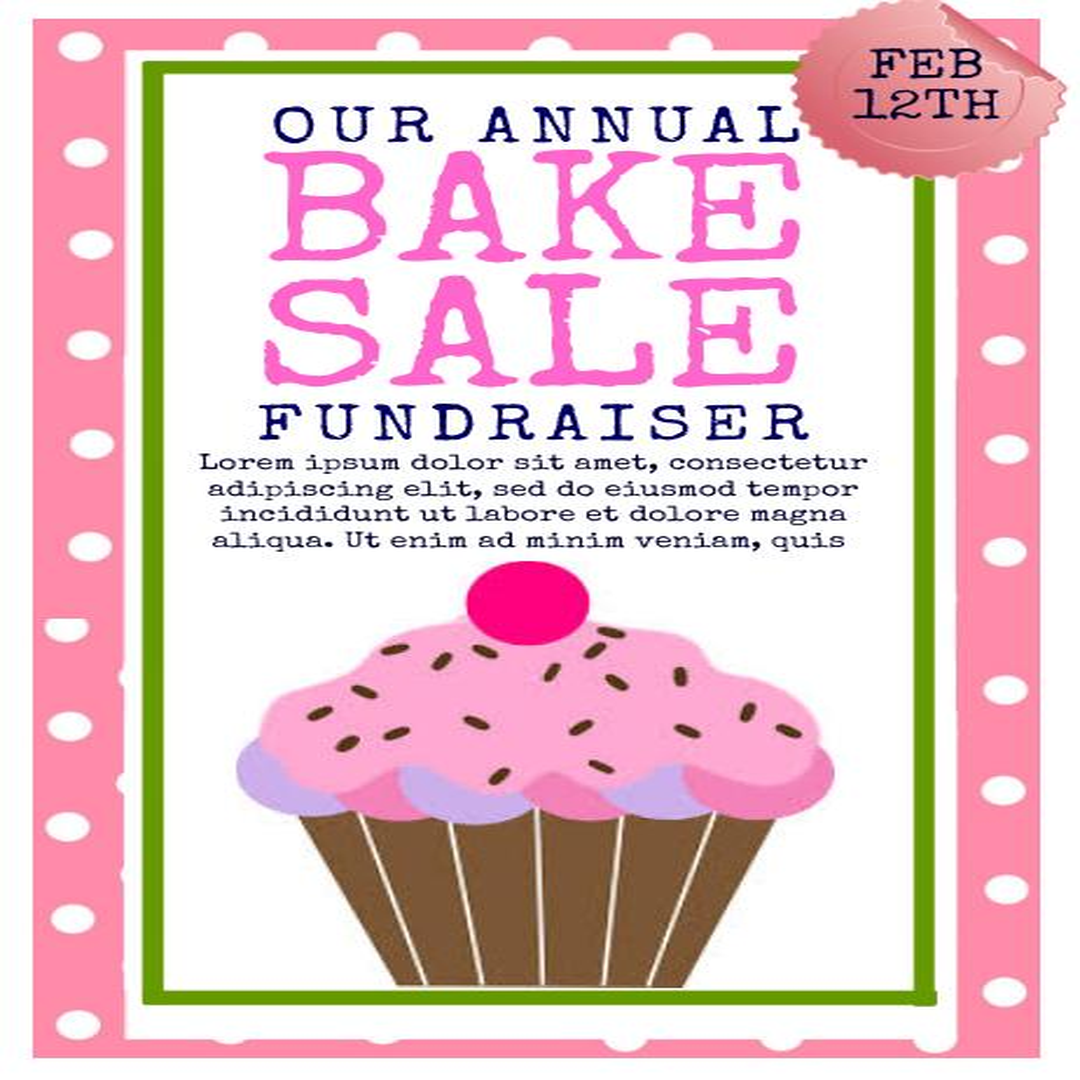 FEB
12TH
OUR ANNUAL
BAKE
SALE
FUNDRAISER
Lorem ipsum dolor sit amet, consectetur
adipiscing elit, sed do eiusmod tempor
incididunt ut labore et dolore magna
aliqua. Ut enim ad minim veniam, quis